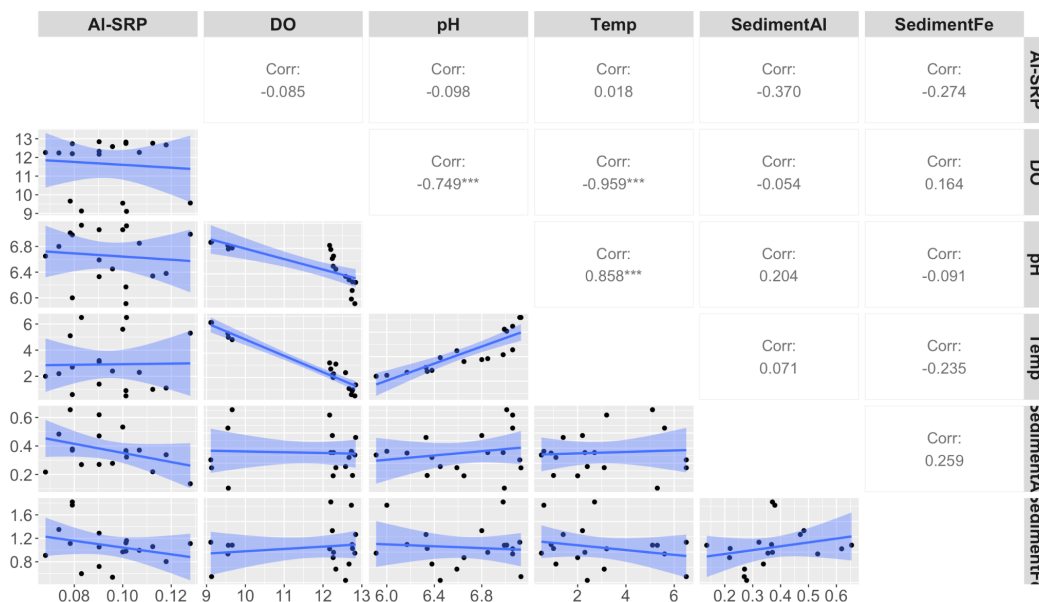 AI-SRP DO pH Temp SedimentAl SedimentFe
Corr: Corr: Corr: Corr: Corr:
-0.085 -0.098 0.018 -0.370 -0.274
AI-SRP
13
12
11
10
9
Corr: Corr: Corr: Corr:
-0.749*** -0.959*** -0.054 0.164
DO
6.8
6.4
6.0
Corr: Corr: Corr:
0.858*** 0.204 -0.091
pH
6
4
2
Corr: Corr:
0.071 -0.235
Temp
0.6
0.4
0.2
Corr:
0.259
SedimentA
1.6
1.2
0.8
SedimentF
0.08 0.10 0.12 9 10 11 12 13 6.0 6.4 6.8 2 4 6 0.2 0.3 0.4 0.5 0.6